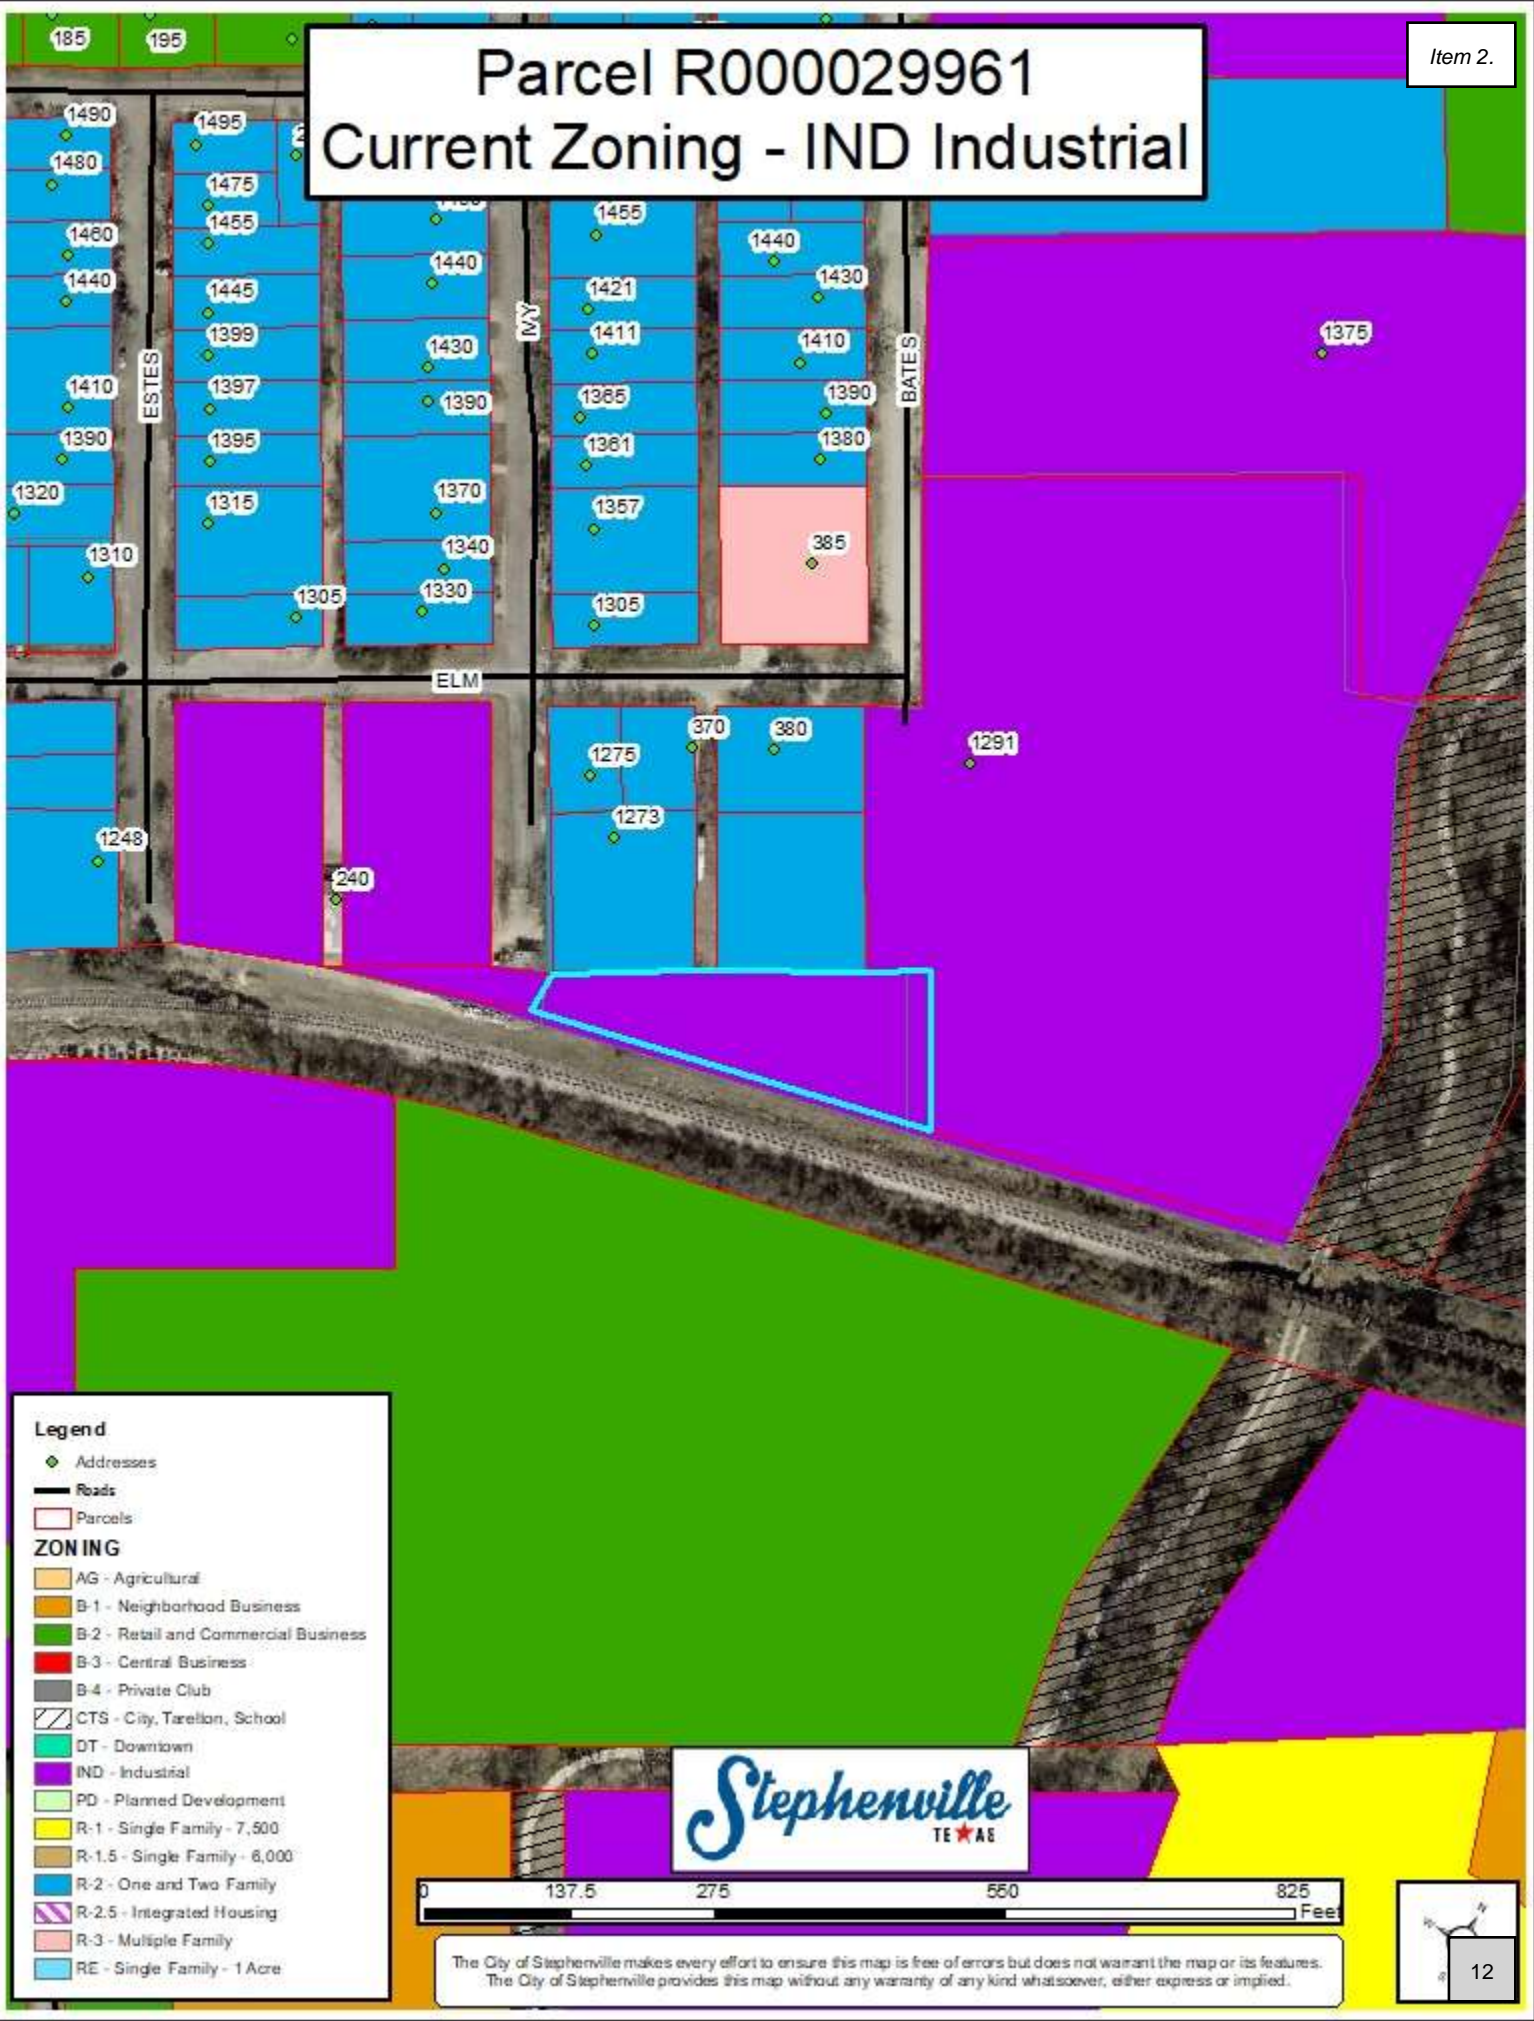 185
195
Item 2.
Parcel R000029961
Current Zoning - IND Industrial
1490
1495
1480
1475
1455
1455
1460
1440
1440
1440
1430
1445
1421
1399
1411
1375
1430
1410
IVY
ESTES
BATES
1410
1397
1390
1365
1390
1390
1395
1361
1380
1320
1315
1370
1357
1310
1340
385
1305
1330
1305
ELM
370
380
1275
1291
1273
1248
240
Legend
Addresses
Roads
Parcels
ZONING
AG - Agricultural
B-1 - Neighborhood Business
B-2 - Retail and Commercial Business
B-3 - Central Business
B-4 - Private Club
CTS - City, Tarelton, School
DT - Downtown
IND - Industrial
PD - Planned Development
R-1 - Single Family - 7,500
R-1.5 - Single Family - 6,000
R-2 - One and Two Family
R-2.5 - Integrated Housing
R-3 - Multiple Family
RE - Single Family - 1 Acre
Stephenville
TEXAS
0 137.5 275 550 825
Feet
The City of Stephenville makes every effort to ensure this map is free of errors but does not warrant the map or its features.
The City of Stephenville provides this map without any warranty of any kind whatsoever, either express or implied.
N
W
S
12